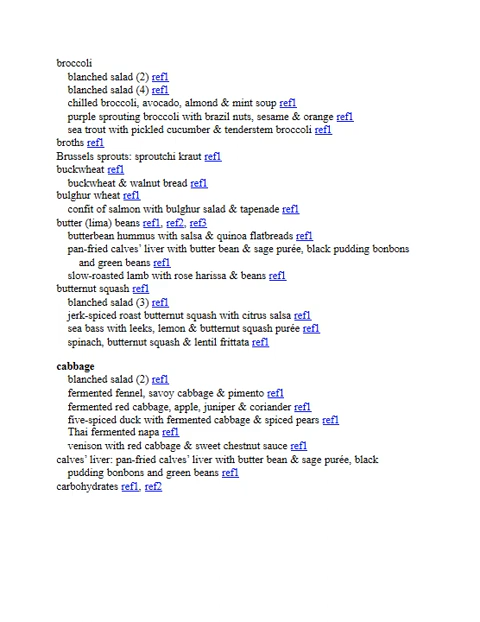 broccoli
blanched salad (2) ref1
blanched salad (4) ref1
chilled broccoli, avocado, almond & mint soup ref1
purple sprouting broccoli with brazil nuts, sesame & orange ref1
sea trout with pickled cucumber & tenderstem broccoli ref1
broths ref1
Brussels sprouts: sproutchi kraut ref1
buckwheat ref1
buckwheat & walnut bread ref1
bulghur wheat ref1
confit of salmon with bulghur salad & tapenade ref1
butter (lima) beans ref1, ref2, ref3
butterbean hummus with salsa & quinoa flatbreads ref1
pan-fried calves’ liver with butter bean & sage purée, black pudding bonbons
and green beans ref1
slow-roasted lamb with rose harissa & beans ref1
butternut squash ref1
blanched salad (3) ref1
jerk-spiced roast butternut squash with citrus salsa ref1
sea bass with leeks, lemon & butternut squash purée ref1
spinach, butternut squash & lentil frittata ref1
cabbage
blanched salad (2) ref1
fermented fennel, savoy cabbage & pimento ref1
fermented red cabbage, apple, juniper & coriander ref1
five-spiced duck with fermented cabbage & spiced pears ref1
Thai fermented napa ref1
venison with red cabbage & sweet chestnut sauce ref1
calves’ liver: pan-fried calves’ liver with butter bean & sage purée, black
pudding bonbons and green beans ref1
carbohydrates ref1, ref2